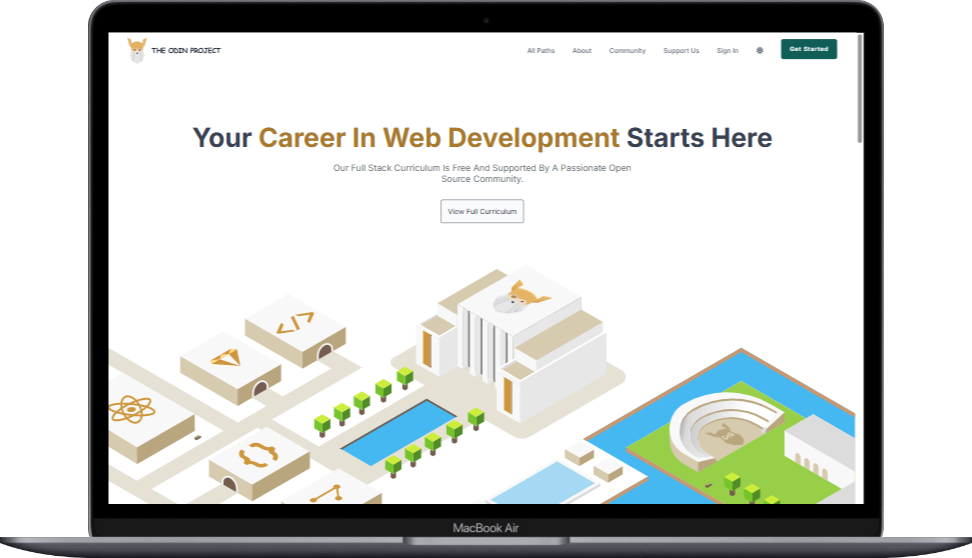 THE ODIN PROJECT
All Paths
About
Community
Support Us
Sign In
Get Started
Your Career In Web Development Starts Here
Our Full Stack Curriculum Is Free And Supported By A Passionate Open
Source Community.
View Full Curriculum
</>
{}
MacBook Air